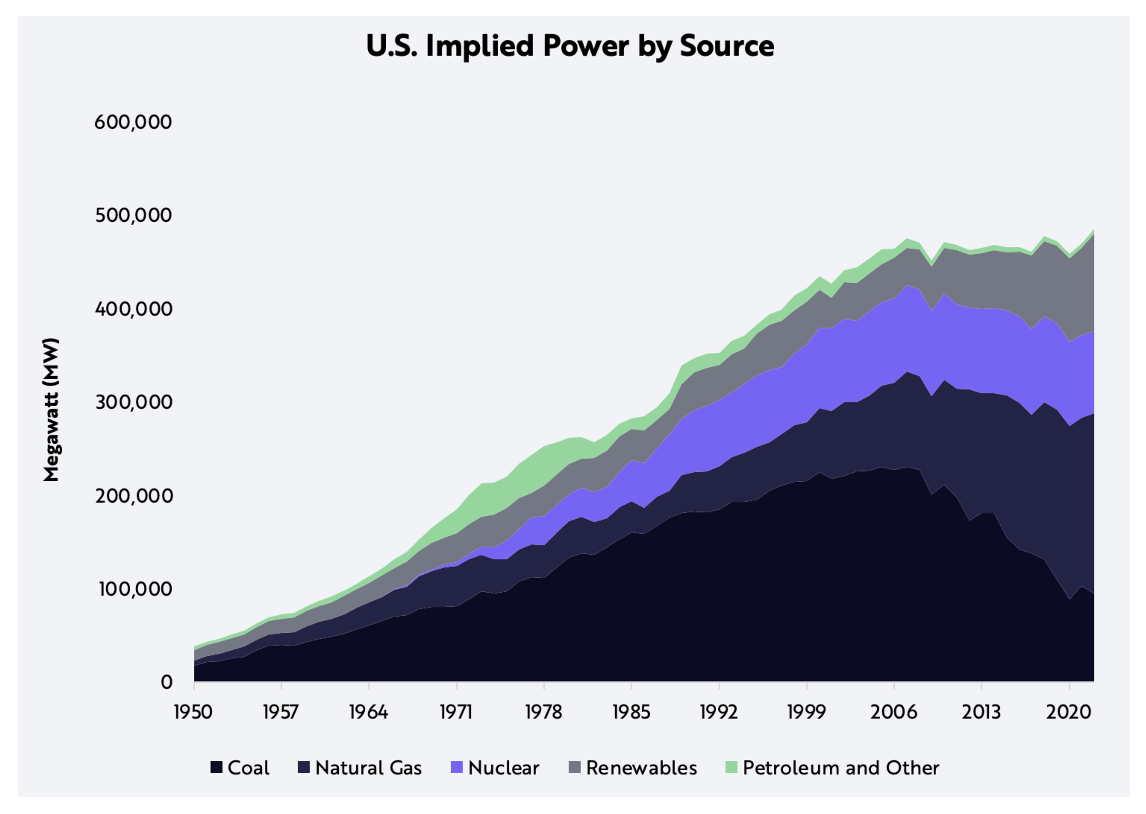 U.S. Implied Power by Source
600,000
500,000
400,000
300,000
200,000
100,000
0
Megawatt (MW)
1950 1957 1964 1971 1978 1985 1992 1999 2006 2013 2020
Coal Natural Gas Nuclear Renewables Petroleum and Other